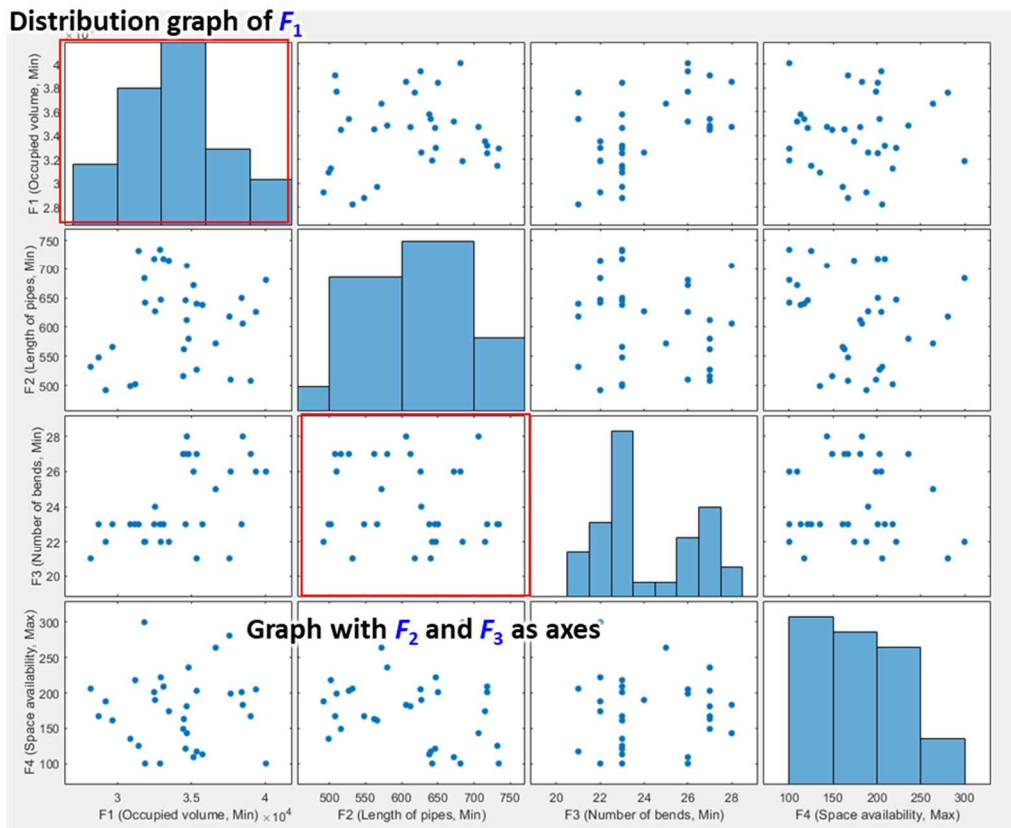 Distribution graph of F1
F1 (Occupied volume, Min)
4
3.8
3.6
3.4
3.2
3
2.8
F2 (Length of pipes, Min)
750
700
650
600
550
500
F3 (Number of bends, Min)
28
26
24
22
20
Graph with F2 and F3 as axes
F4 (Space availability, Max)
300
250
200
150
100
3 3.5 4
500 550 600 650 700 750
20 22 24 26 28
100 150 200 250 300
F1 (Occupied volume, Min) ×10^4
F2 (Length of pipes, Min)
F3 (Number of bends, Min)
F4 (Space availability, Max)